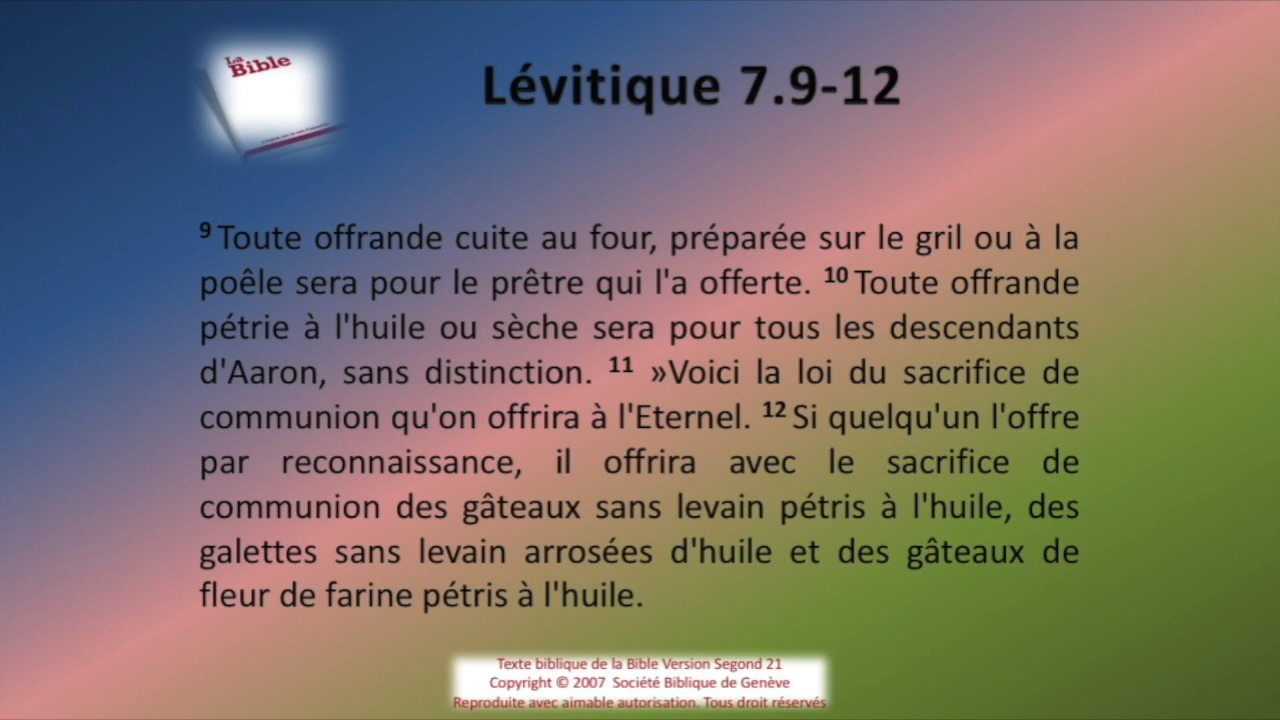 La
Bible
Lévitique 7.9-12
9 Toute offrande cuite au four, préparée sur le gril ou à la
poêle sera pour le prêtre qui l'a offerte. 10 Toute offrande
pétrie à l'huile ou sèche sera pour tous les descendants
d'Aaron, sans distinction. 11 »Voici la loi du sacrifice de
communion qu'on offrira à l'Eternel. 12 Si quelqu'un l'offre
par reconnaissance, il offrira avec le sacrifice de
communion des gâteaux sans levain pétris à l'huile, des
galettes sans levain arrosées d'huile et des gâteaux de
fleur de farine pétris à l'huile.
Texte biblique de la Bible Version Segond 21
Copyright © 2007 Société Biblique de Genève
Reproduite avec aimable autorisation. Tous droit réservés